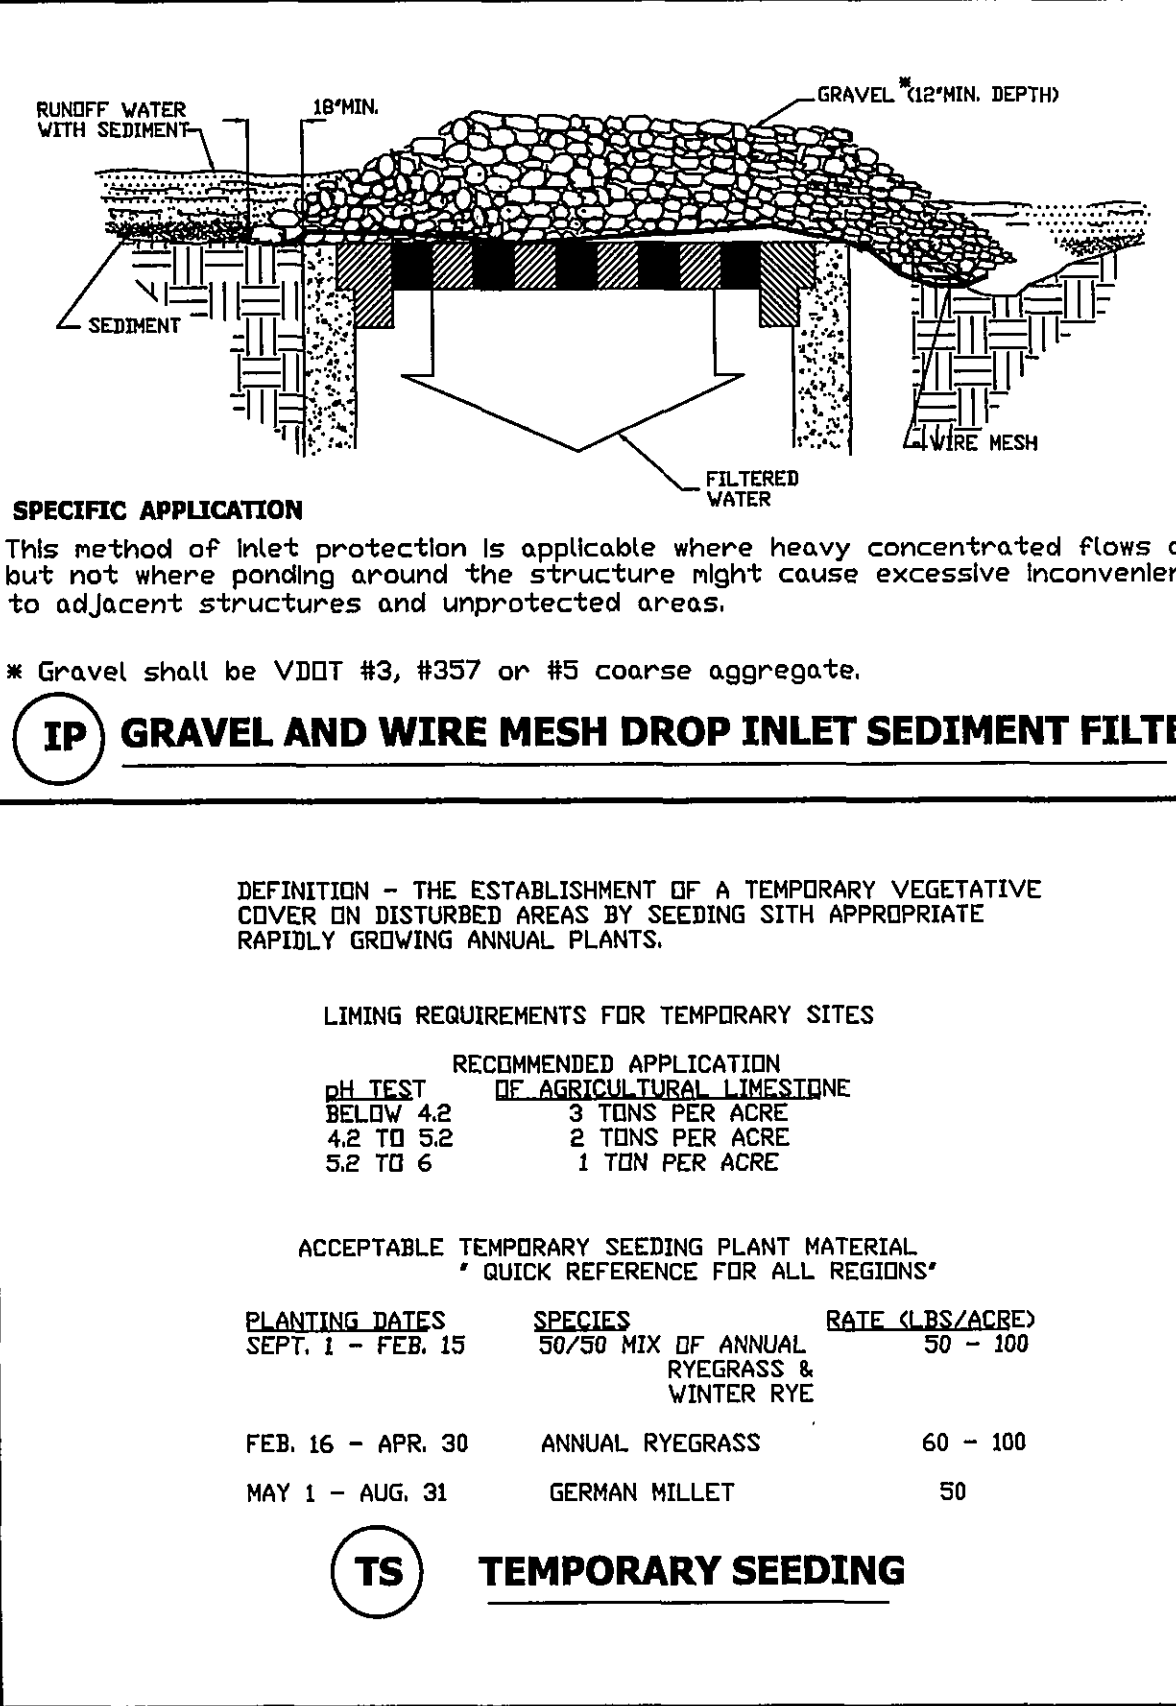 RUNOFF WATER
WITH SEDIMENT
18"MIN.
GRAVEL *(12"MIN. DEPTH)
SEDIMENT
WIRE MESH
FILTERED
WATER
SPECIFIC APPLICATION
This method of inlet protection is applicable where heavy concentrated flows
but not where ponding around the structure might cause excessive
to adjacent structures and unprotected areas.
* Gravel shall be VDOT #3, #357 or #5 coarse aggregate.
IP GRAVEL AND WIRE MESH DROP INLET SEDIMENT
DEFINITION - THE ESTABLISHMENT OF A TEMPORARY VEGETATIVE
COVER ON DISTURBED AREAS BY SEEDING SITH APPROPRIATE
RAPIDLY GROWING ANNUAL PLANTS.
LIMING REQUIREMENTS FOR TEMPORARY SITES
RECOMMENDED APPLICATION
pH TEST OF AGRICULTURAL LIMESTONE
BELOW 4.2 3 TONS PER ACRE
4.2 TO 5.2 2 TONS PER ACRE
5.2 TO 6 1 TON PER ACRE
ACCEPTABLE TEMPORARY SEEDING PLANT MATERIAL
" QUICK REFERENCE FOR ALL REGIONS"
PLANTING DATES SPECIES RATE (LBS/ACRE)
SEPT. 1 - FEB. 15 50/50 MIX OF ANNUAL 50 - 100
RYEGRASS &
WINTER RYE
FEB. 16 - APR. 30 ANNUAL RYEGRASS 60 - 100
MAY 1 - AUG. 31 GERMAN MILLET 50
TS TEMPORARY SEEDING